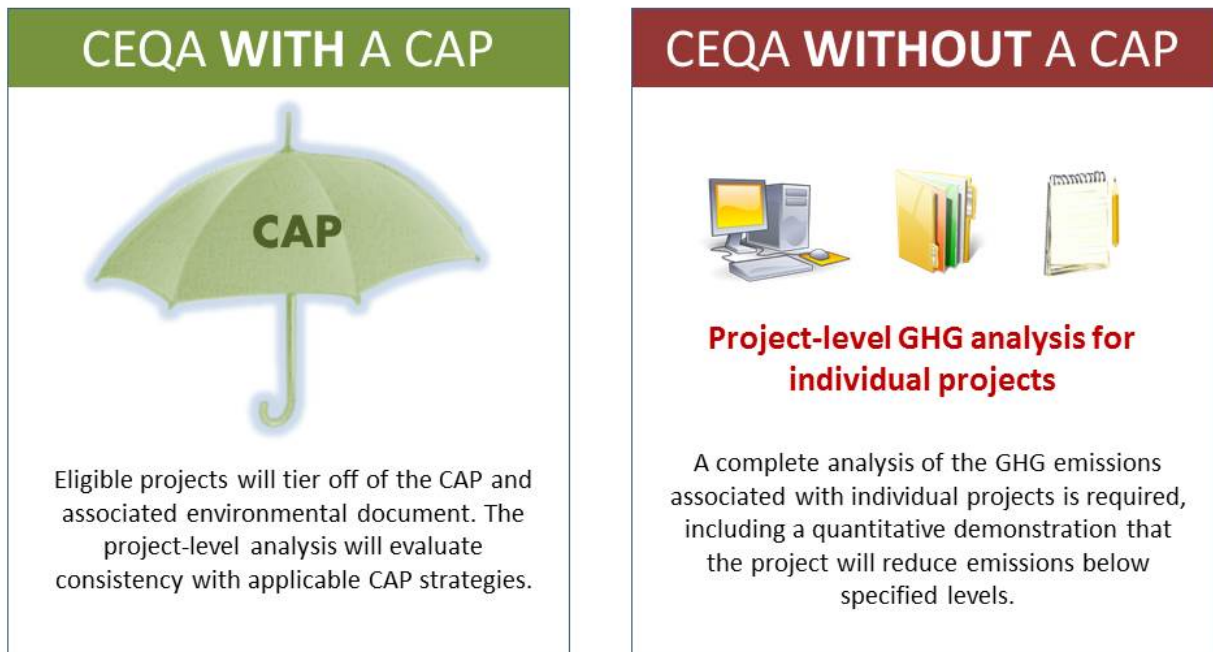 CEQA WITH A CAP
CAP
Eligible projects will tier off of the CAP and
associated environmental document. The
project-level analysis will evaluate
consistency with applicable CAP strategies.
CEQA WITHOUT A CAP
Project-level GHG analysis for
individual projects
A complete analysis of the GHG emissions
associated with individual projects is required,
including a quantitative demonstration that
the project will reduce emissions below
specified levels.